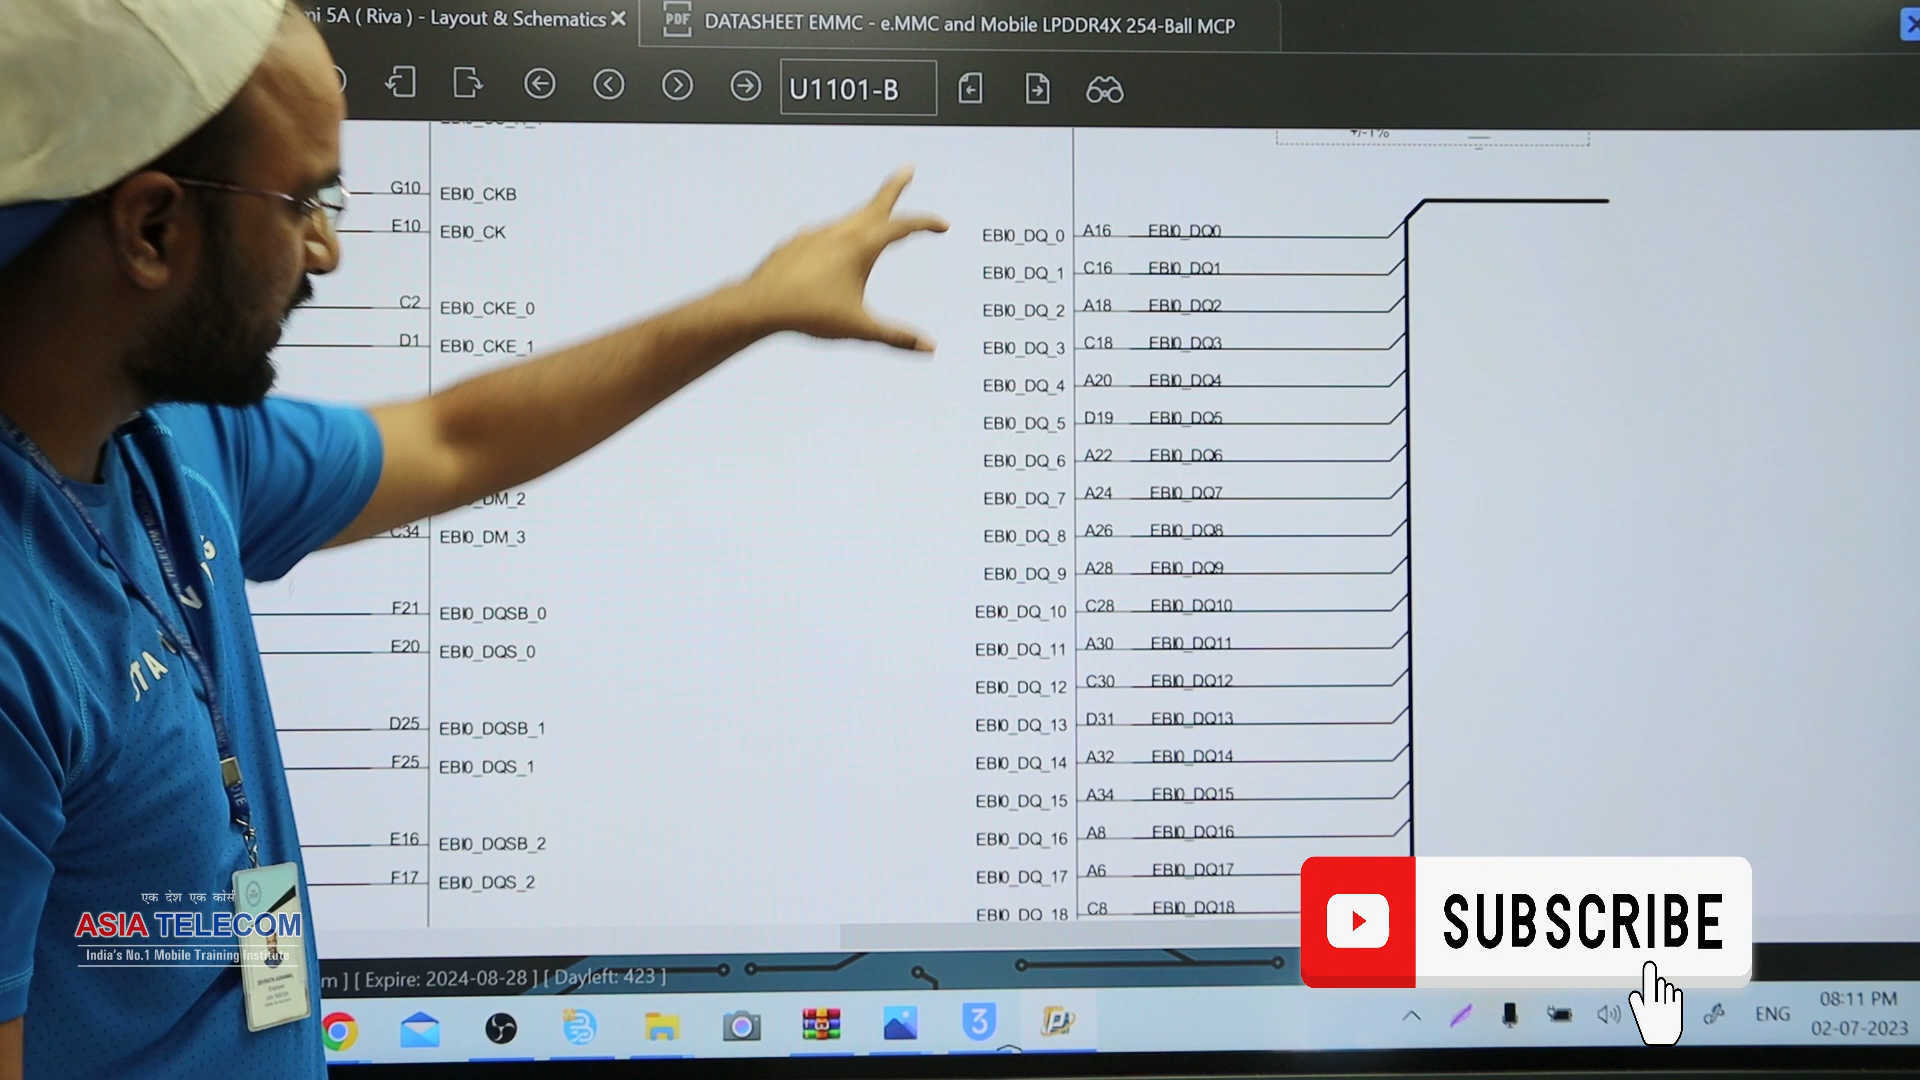 mi 5A ( Riva ) - Layout & Schematics
PDF
DATASHEET EMMC - e.MMC and Mobile LPDDR4X 254-Ball MCP
U1101-B
+/-1%
G10 EBI0_CKB
E10 EBI0_CK
C2 EBI0_CKE_0
D1 EBI0_CKE_1
DM_2
C34 EBI0_DM_3
F21 EBI0_DQSB_0
E20 EBI0_DQS_0
D25 EBI0_DQSB_1
F25 EBI0_DQS_1
E16 EBI0_DQSB_2
F17 EBI0_DQS_2
EBI0_DQ_0 A16 EBI0_DQ0
EBI0_DQ_1 C16 EBI0_DQ1
EBI0_DQ_2 A18 EBI0_DQ2
EBI0_DQ_3 C18 EBI0_DQ3
EBI0_DQ_4 A20 EBI0_DQ4
EBI0_DQ_5 D19 EBI0_DQ5
EBI0_DQ_6 A22 EBI0_DQ6
EBI0_DQ_7 A24 EBI0_DQ7
EBI0_DQ_8 A26 EBI0_DQ8
EBI0_DQ_9 A28 EBI0_DQ9
EBI0_DQ_10 C28 EBI0_DQ10
EBI0_DQ_11 A30 EBI0_DQ11
EBI0_DQ_12 C30 EBI0_DQ12
EBI0_DQ_13 D31 EBI0_DQ13
EBI0_DQ_14 A32 EBI0_DQ14
EBI0_DQ_15 A34 EBI0_DQ15
EBI0_DQ_16 A8 EBI0_DQ16
EBI0_DQ_17 A6 EBI0_DQ17
EBI0_DQ_18 C8 EBI0_DQ18
एक देश एक कोर्स
ASIA TELECOM
India's No.1 Mobile Training Institute
m ] [ Expire: 2024-08-28 ] [ Dayleft: 423 ]
SUBSCRIBE
3
ENG
08:11 PM
02-07-2023